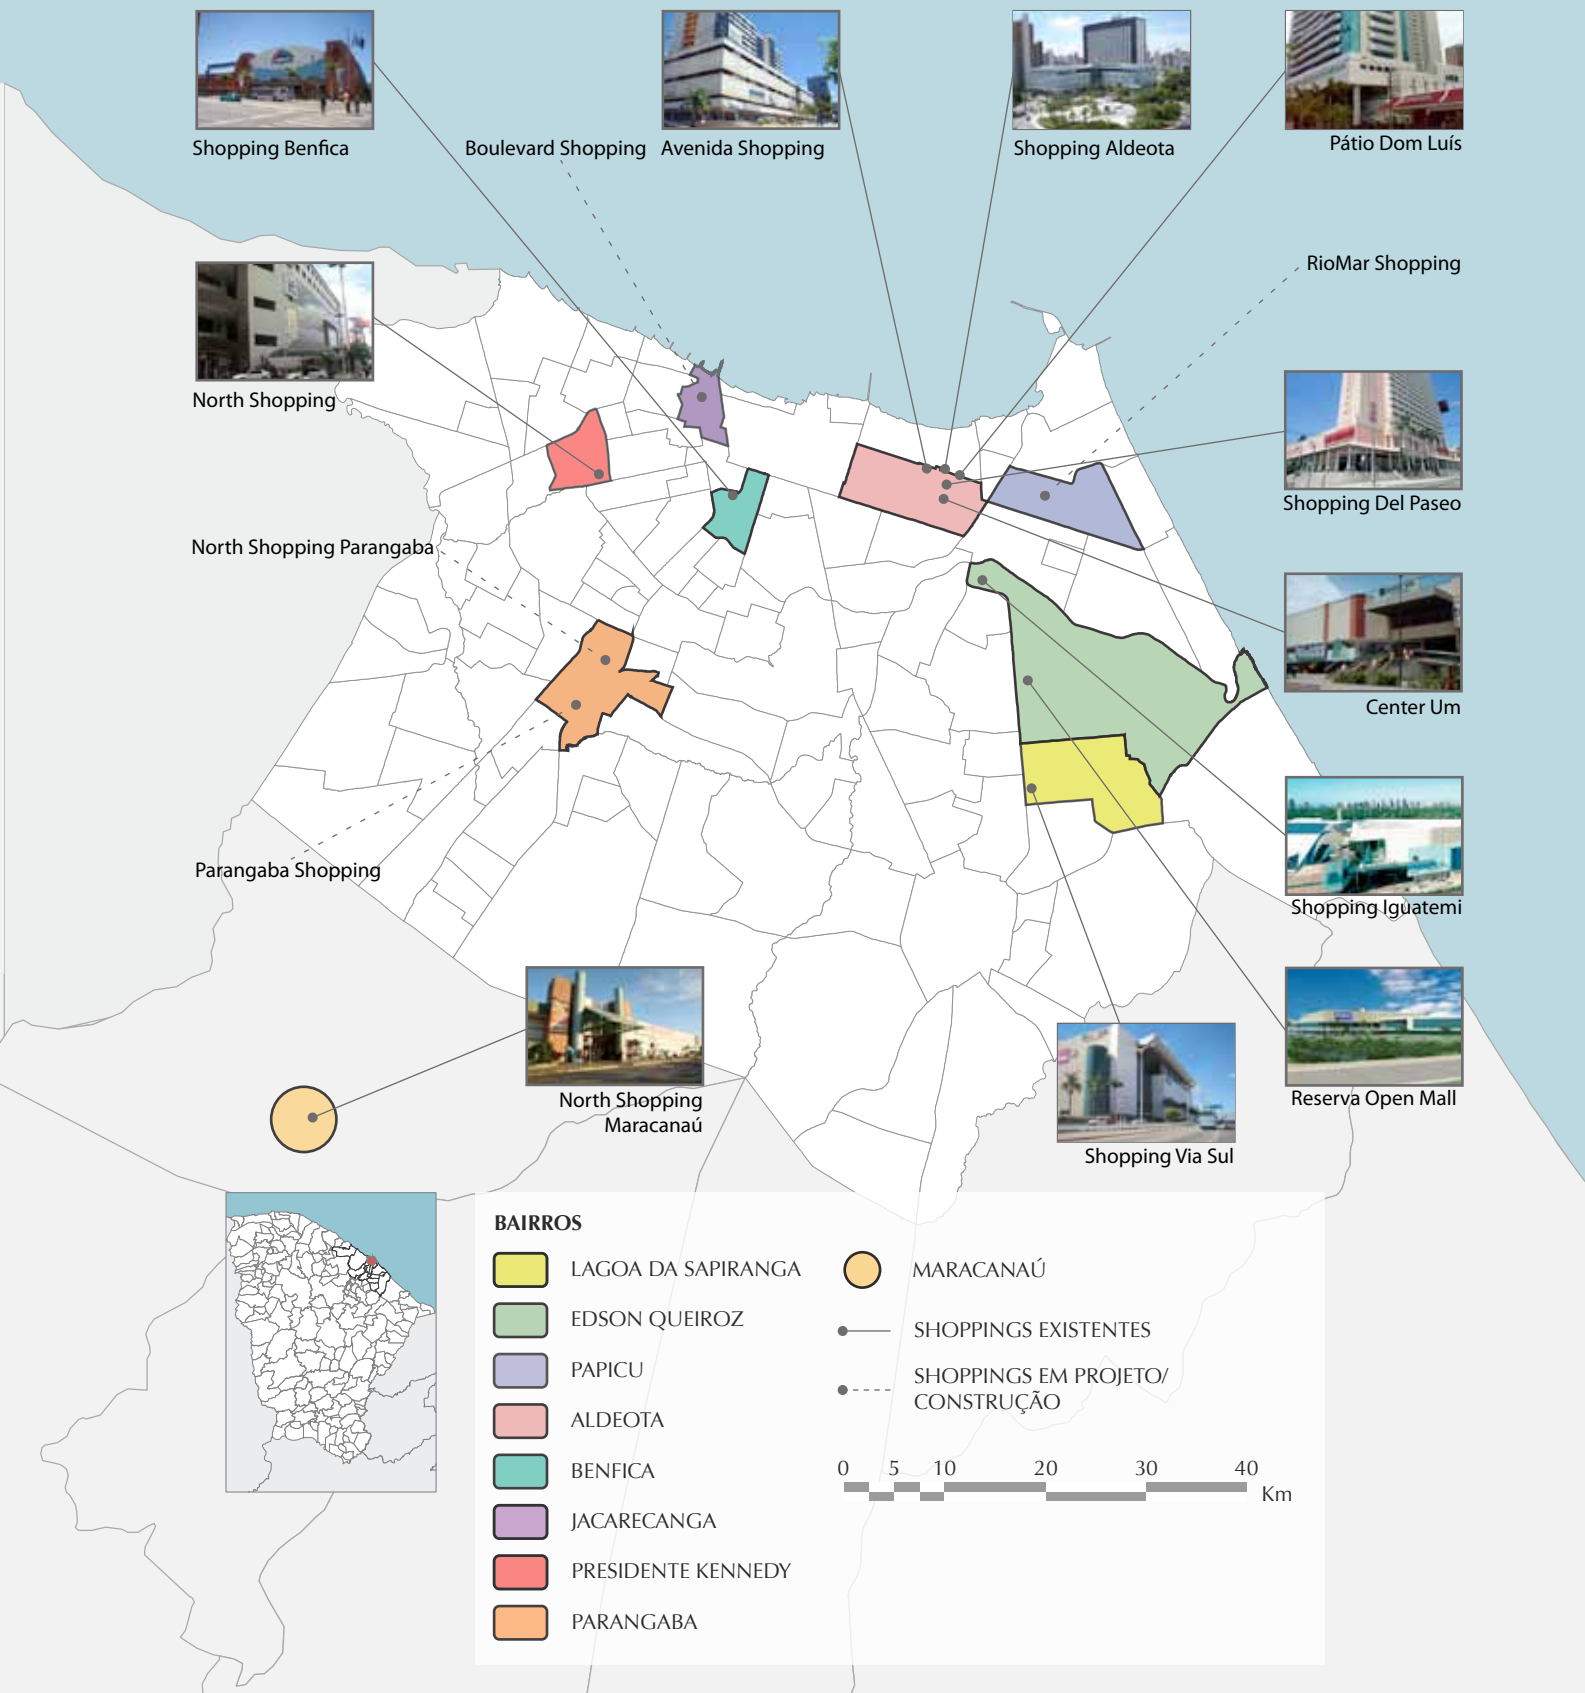 Shopping Benfica
Boulevard Shopping
Avenida Shopping
Shopping Aldeota
Pátio Dom Luís
RioMar Shopping
North Shopping
Shopping Del Paseo
North Shopping Parangaba
Center Um
Parangaba Shopping
Shopping Iguatemi
North Shopping
Maracanaú
Reserva Open Mall
Shopping Via Sul
BAIRROS
LAGOA DA SAPIRANGA
EDSON QUEIROZ
PAPICU
ALDEOTA
BENFICA
JACARECANGA
PRESIDENTE KENNEDY
PARANGABA
MARACANAÚ
SHOPPINGS EXISTENTES
SHOPPINGS EM PROJETO/
CONSTRUÇÃO
0 5 10 20 30 40
Km